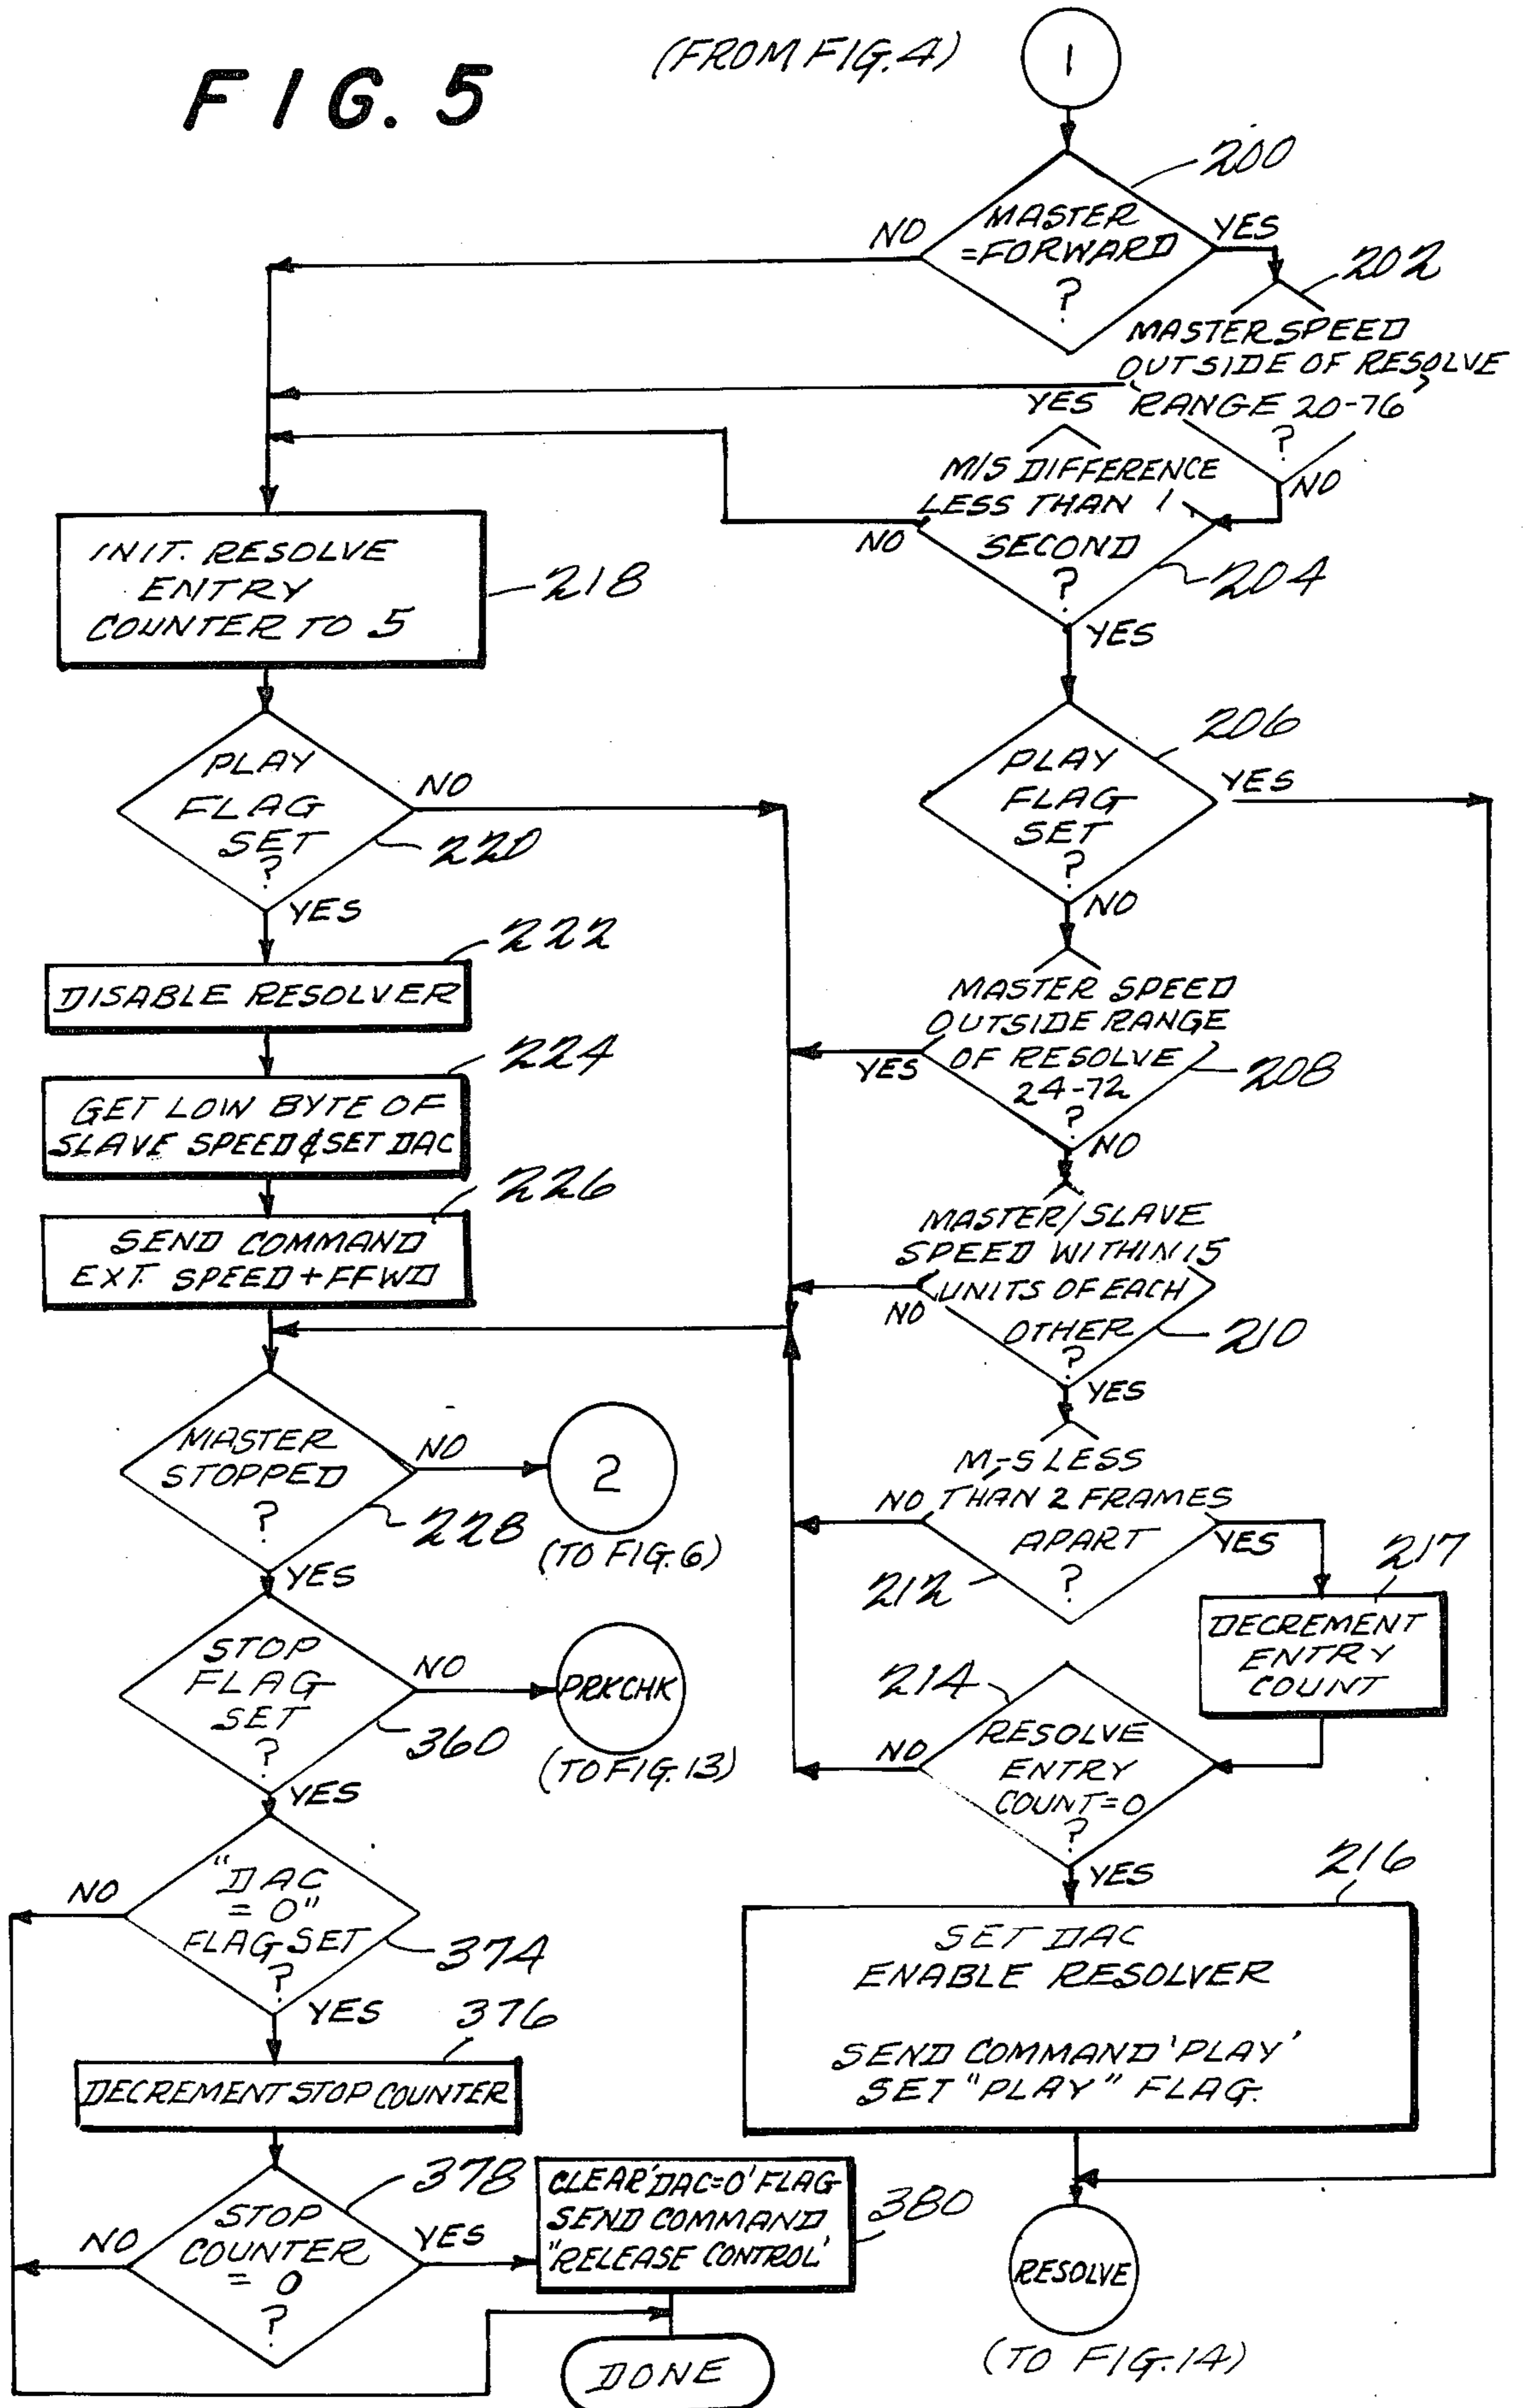 FIG. 5
(FROM FIG. 4)
1
200
MASTER
=FORWARD
?
NO
YES
202
MASTER SPEED
OUTSIDE OF RESOLVE
RANGE 20-76
?
YES
NO
M/S DIFFERENCE
LESS THAN 1
SECOND
?
NO
204
YES
INIT. RESOLVE
ENTRY
COUNTER TO 5
218
PLAY
FLAG
SET
?
NO
220
YES
206
PLAY
FLAG
SET
?
YES
NO
222
DISABLE RESOLVER
224
GET LOW BYTE OF
SLAVE SPEED & SET DAC
226
SEND COMMAND
EXT. SPEED + FFWD
MASTER SPEED
OUTSIDE RANGE
OF RESOLVE
24-72
?
YES
208
NO
MASTER/SLAVE
SPEED WITHIN 15
UNITS OF EACH
OTHER
?
NO
210
YES
MASTER
STOPPED
?
NO
2
(TO FIG. 6)
228
YES
M-S LESS
THAN 2 FRAMES
APART
?
NO
YES
212
217
DECREMENT
ENTRY
COUNT
STOP
FLAG
SET
?
NO
PRKCHK
(TO FIG. 13)
360
YES
214
RESOLVE
ENTRY
COUNT=0
?
NO
YES
"DAC
= 0"
FLAG SET
?
NO
374
YES
216
SET DAC
ENABLE RESOLVER
SEND COMMAND 'PLAY'
SET "PLAY" FLAG.
376
DECREMENT STOP COUNTER
378
STOP
COUNTER
= 0
?
NO
YES
CLEAR 'DAC=0' FLAG
SEND COMMAND
"RELEASE CONTROL'
380
DONE
RESOLVE
(TO FIG. 14)